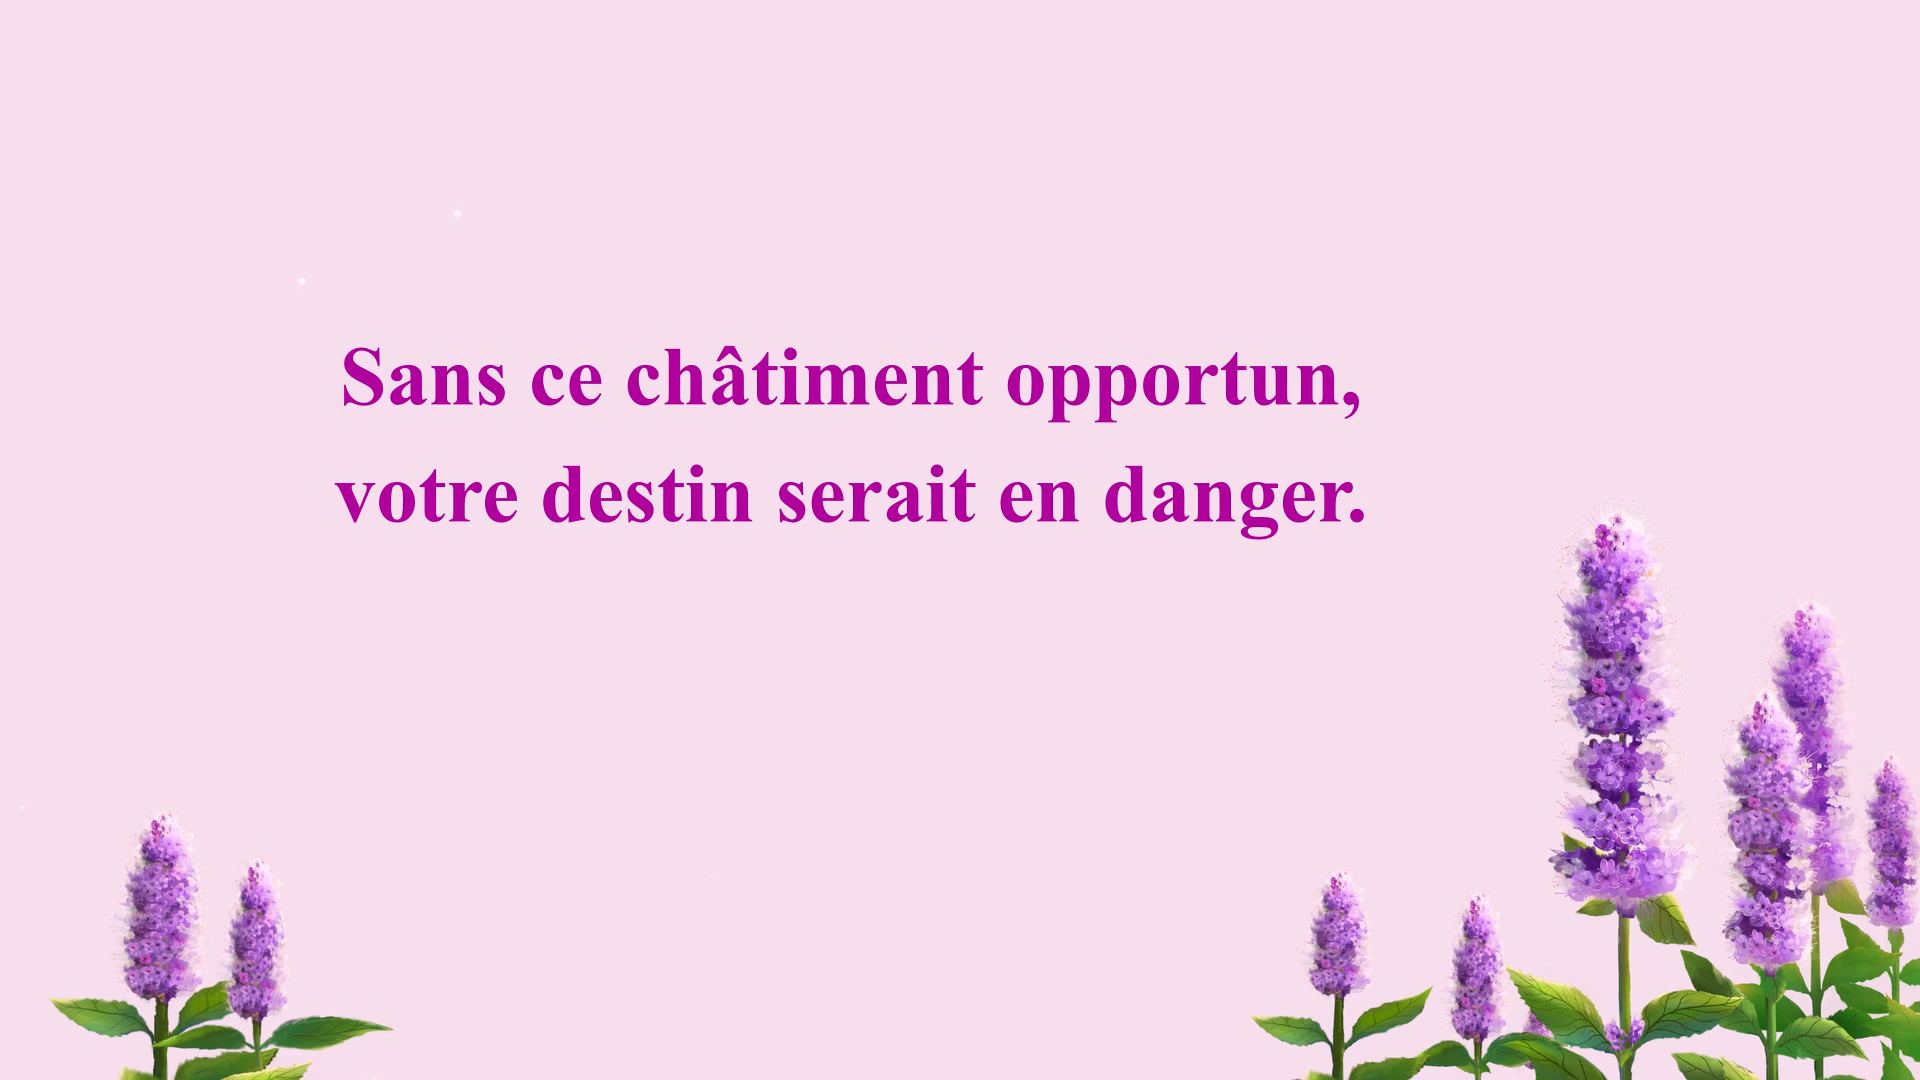 Sans ce châtiment opportun,
votre destin serait en danger.